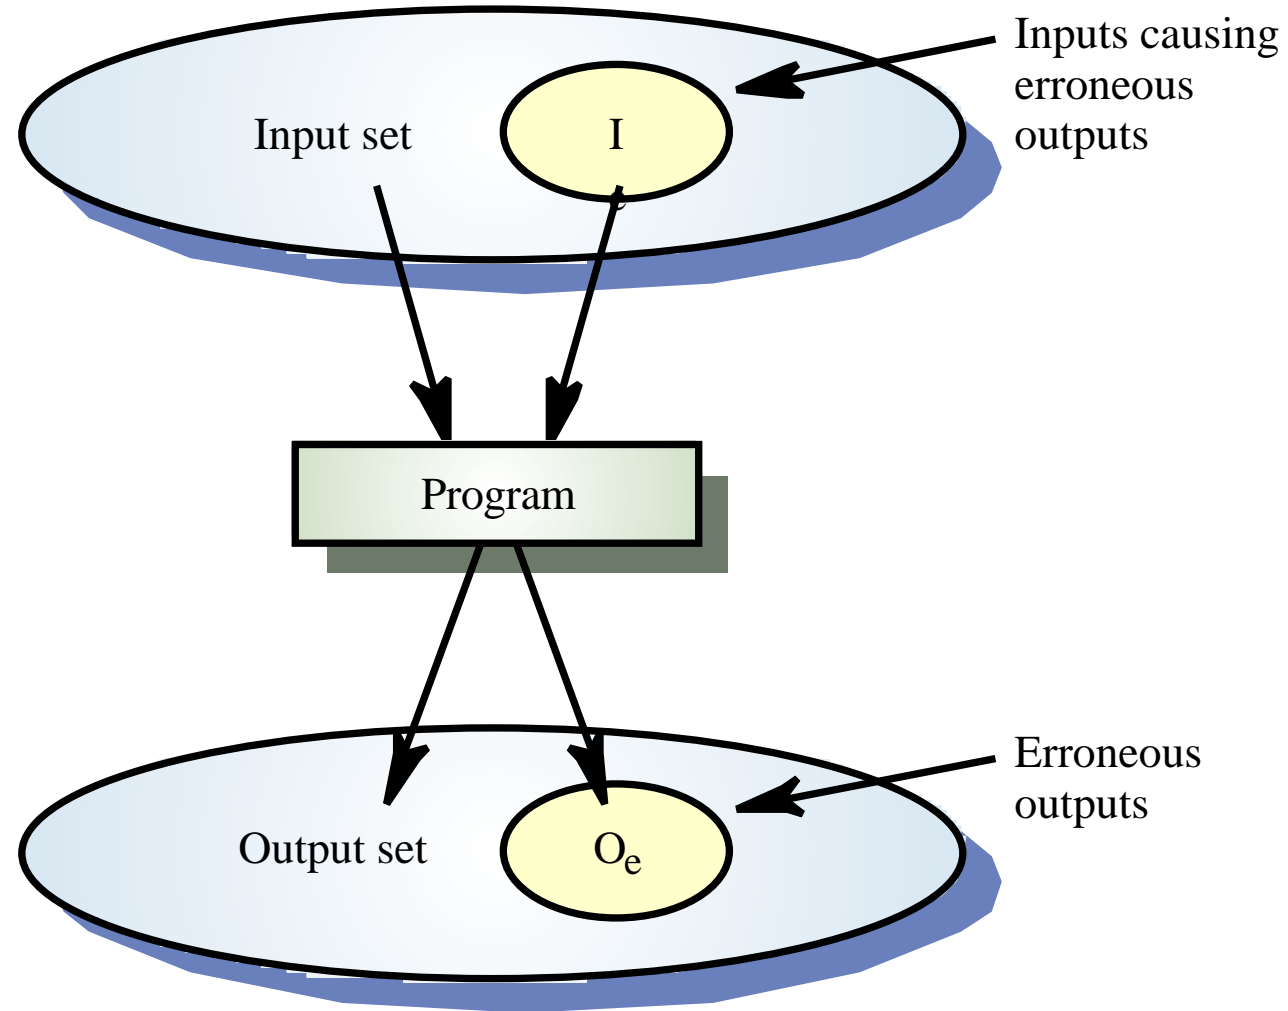 Inputs causing
erroneous
outputs
Input set
I
e
Program
Erroneous
outputs
Output set
Oe